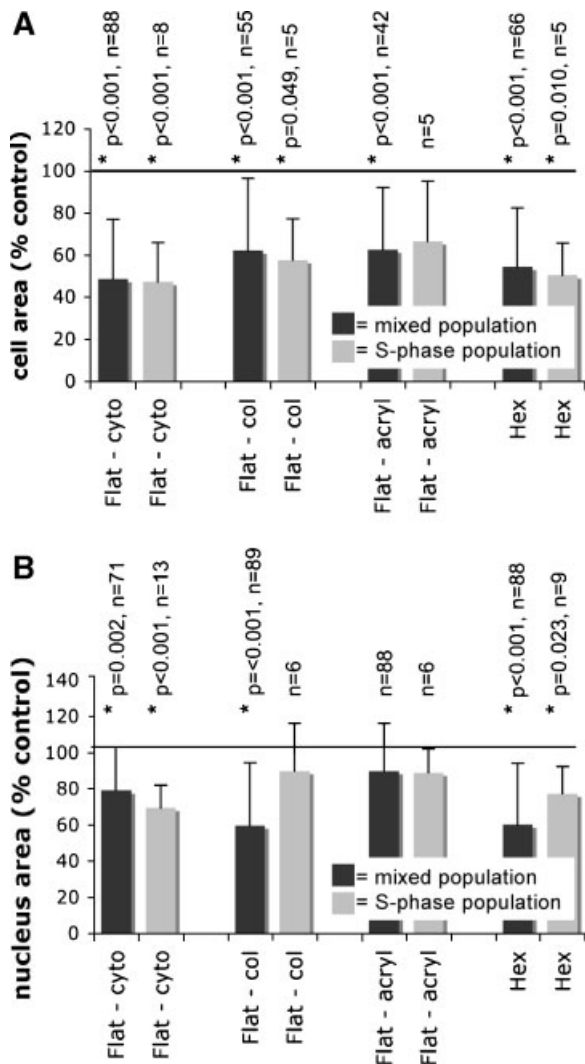 A
* p<0.001, n=88
* p<0.001, n=8
* p<0.001, n=55
* p=0.049, n=5
* p<0.001, n=42
n=5
* p<0.001, n=66
* p=0.010, n=5
cell area (% control)
120
100
80
60
40
20
0
= mixed population
= S-phase population
Flat - cyto
Flat - cyto
Flat - col
Flat - col
Flat - acryl
Flat - acryl
Hex
Hex
B
* p=0.002, n=71
* p<0.001, n=13
* p=<0.001, n=89
n=6
n=88
n=6
* p<0.001, n=88
* p=0.023, n=9
nucleus area (% control)
140
120
100
80
60
40
20
0
= mixed population
= S-phase population
Flat - cyto
Flat - cyto
Flat - col
Flat - col
Flat - acryl
Flat - acryl
Hex
Hex